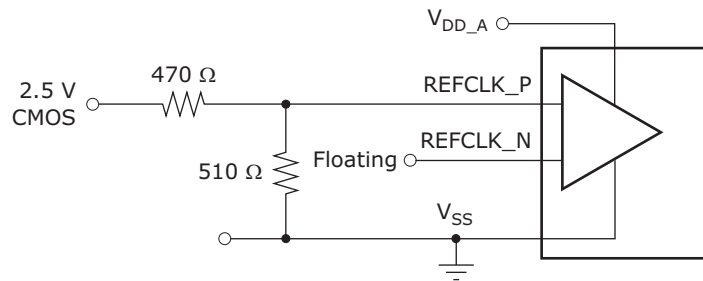 V_DD_A
470 Ω
2.5 V
CMOS
REFCLK_P
REFCLK_N
Floating
510 Ω
V_SS